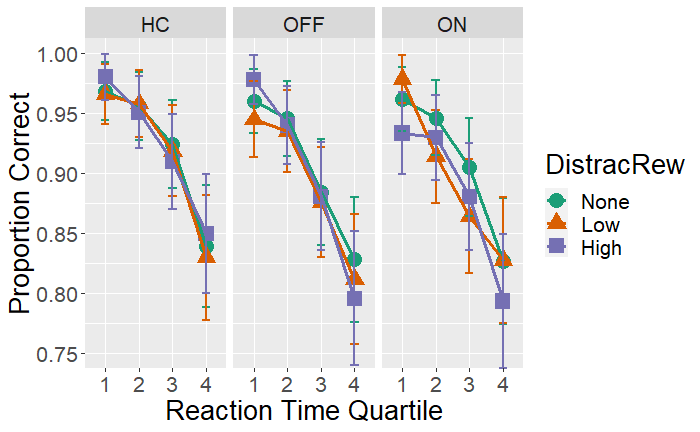 HC OFF ON
1.00
0.95
0.90
0.85
0.80
0.75
Proportion Correct
1 2 3 4 1 2 3 4 1 2 3 4
Reaction Time Quartile
DistracRew
None
Low
High